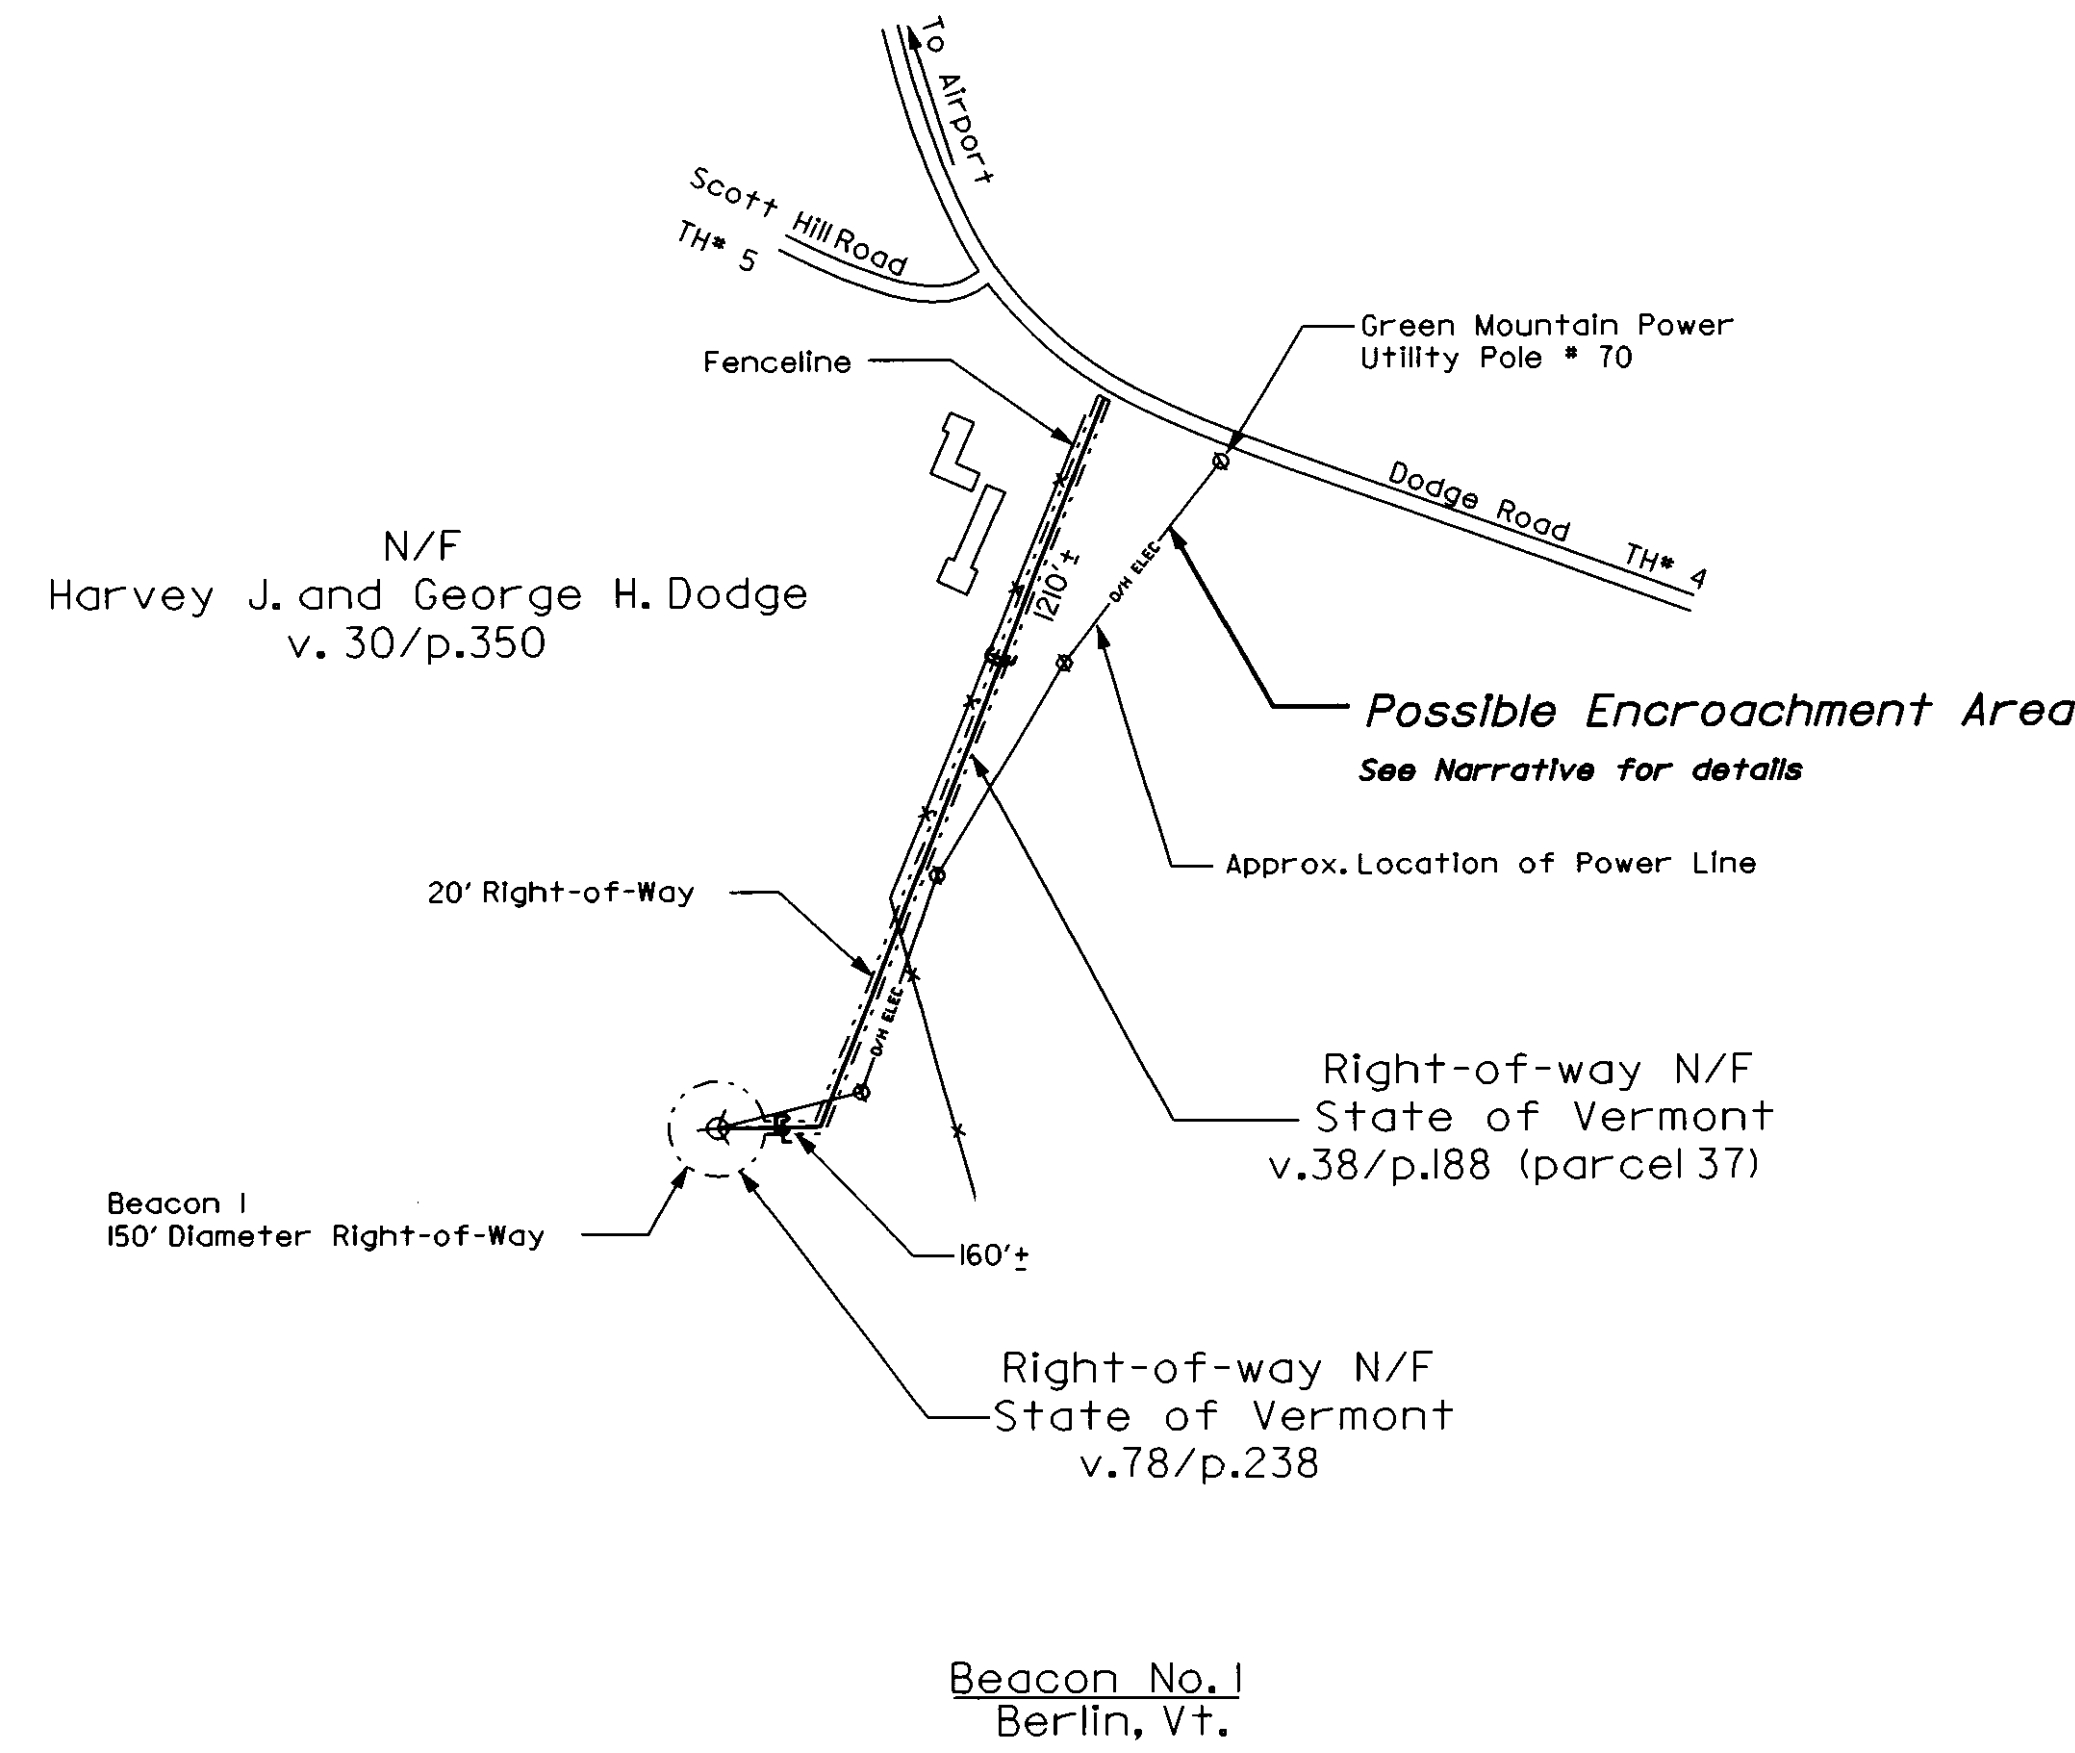 To Airport
Scott Hill Road
TH# 5
Green Mountain Power
Utility Pole # 70
Fenceline
Dodge Road TH# 4
N/F
Harvey J. and George H. Dodge
v. 30/p.350
1210'±
O/H ELEC
Possible Encroachment Area
See Narrative for details
Approx. Location of Power Line
20' Right-of-Way
O/H ELEC
Right-of-way N/F
State of Vermont
v.38/p.188 (parcel 37)
Beacon 1
150' Diameter Right-of-Way
160'±
Right-of-way N/F
State of Vermont
v.78/p.238
Beacon No. 1
Berlin, Vt.